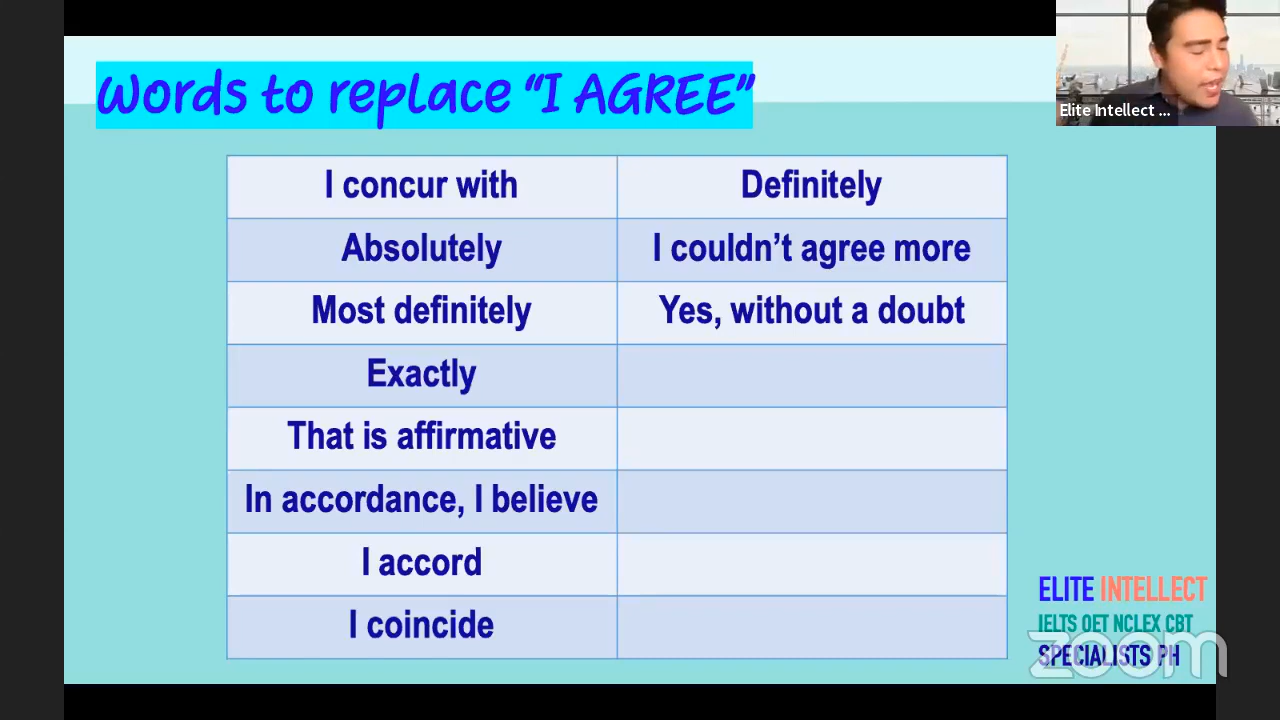 Words to replace “I AGREE”
Elite Intellect ...
I concur with
Definitely
Absolutely
I couldn’t agree more
Most definitely
Yes, without a doubt
Exactly
That is affirmative
In accordance, I believe
I accord
I coincide
ELITE INTELLECT
IELTS OET NCLEX CBT
SPECIALISTS PH
zoom